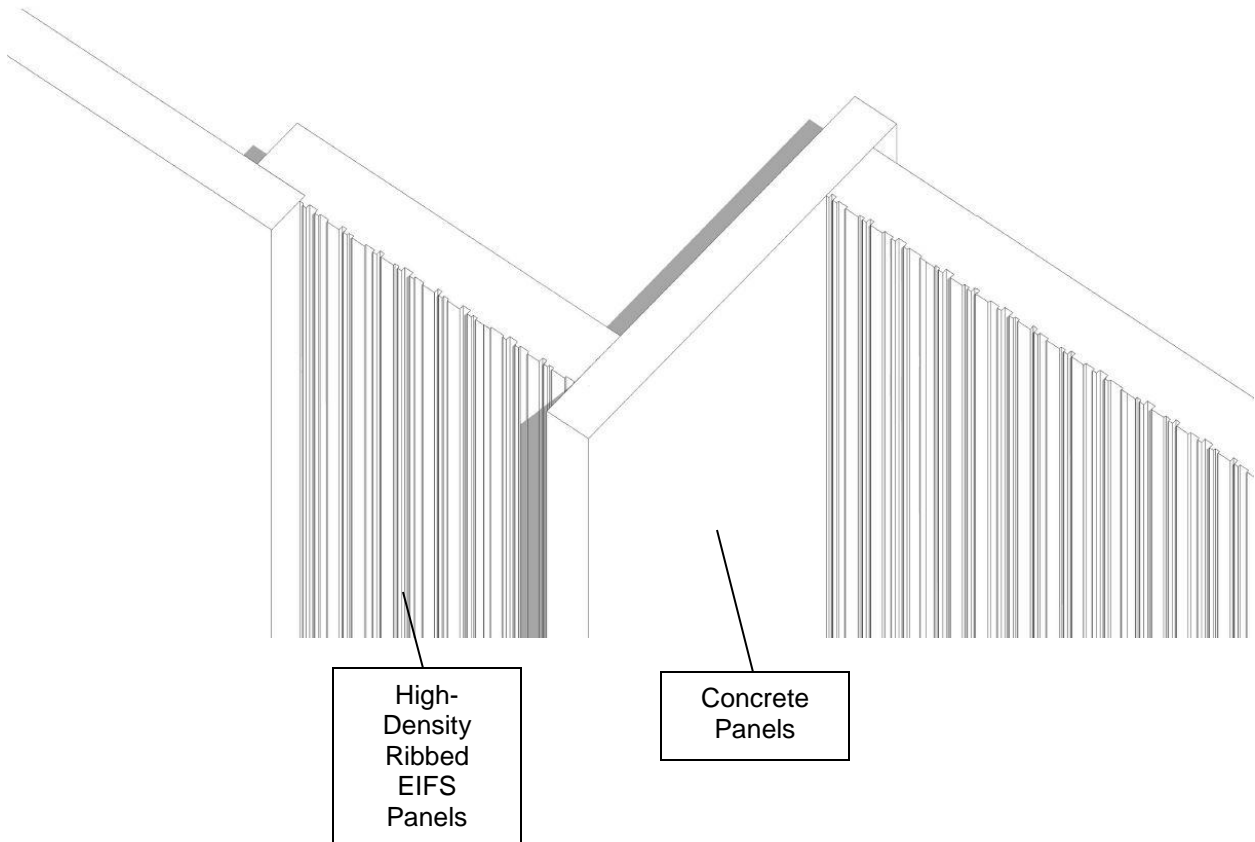 High-
Density
Ribbed
EIFS
Panels
Concrete
Panels